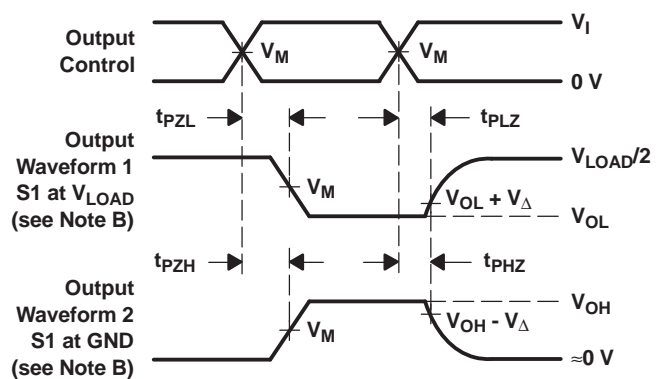 Output
Control
V_M
V_M
V_I
0 V
t_PZL
t_PLZ
Output
Waveform 1
S1 at V_LOAD
(see Note B)
V_M
V_LOAD/2
V_OL + V_Δ
V_OL
t_PZH
t_PHZ
Output
Waveform 2
S1 at GND
(see Note B)
V_M
V_OH
V_OH - V_Δ
≈0 V